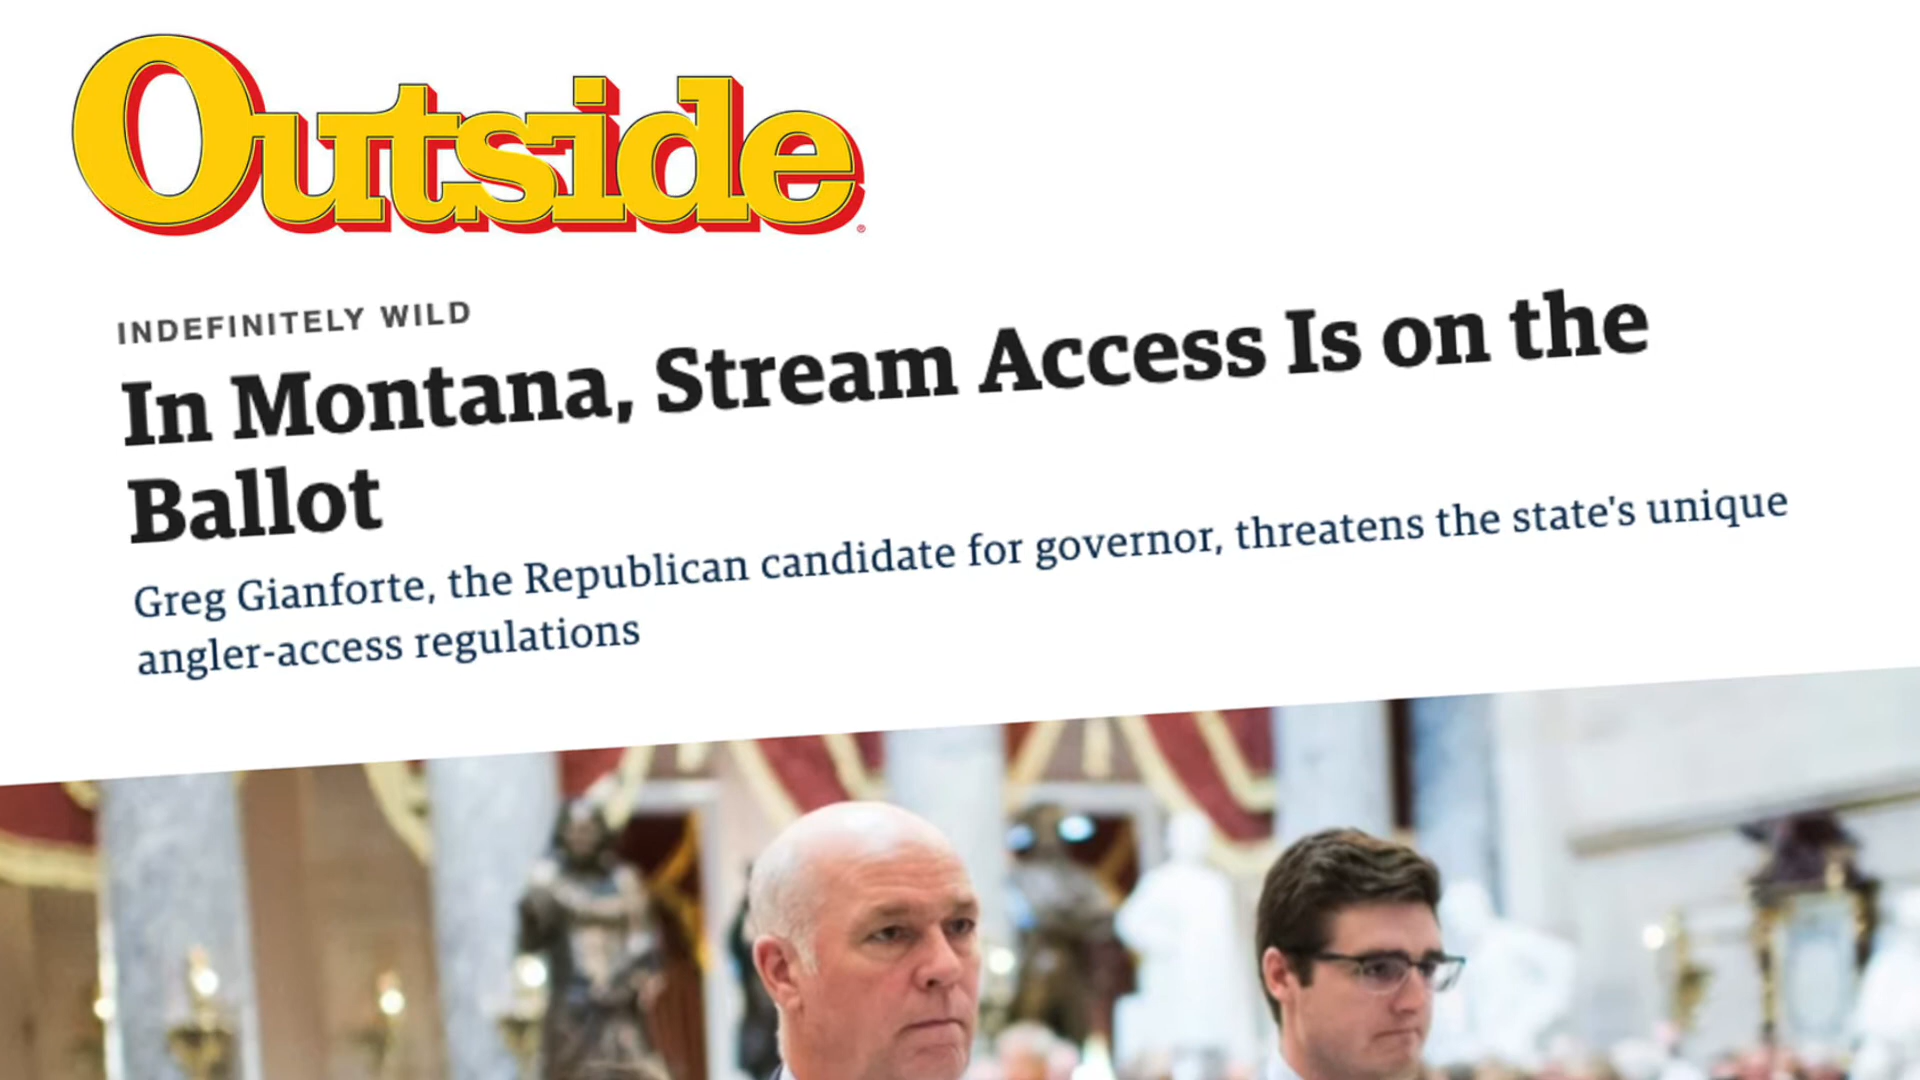 Outside
INDEFINITELY WILD
In Montana, Stream Access Is on the
Ballot
Greg Gianforte, the Republican candidate for governor, threatens the state's unique
angler-access regulations